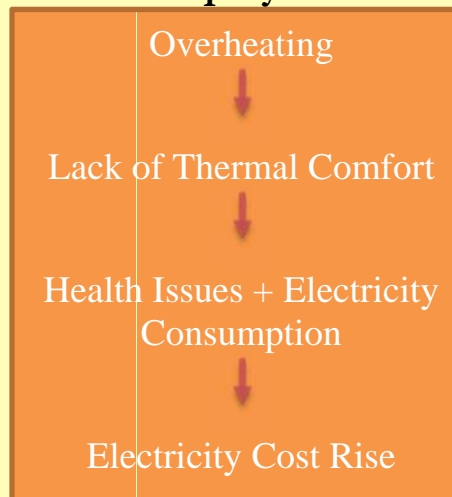 Overheating
Lack of Thermal Comfort
Health Issues + Electricity
Consumption
Electricity Cost Rise